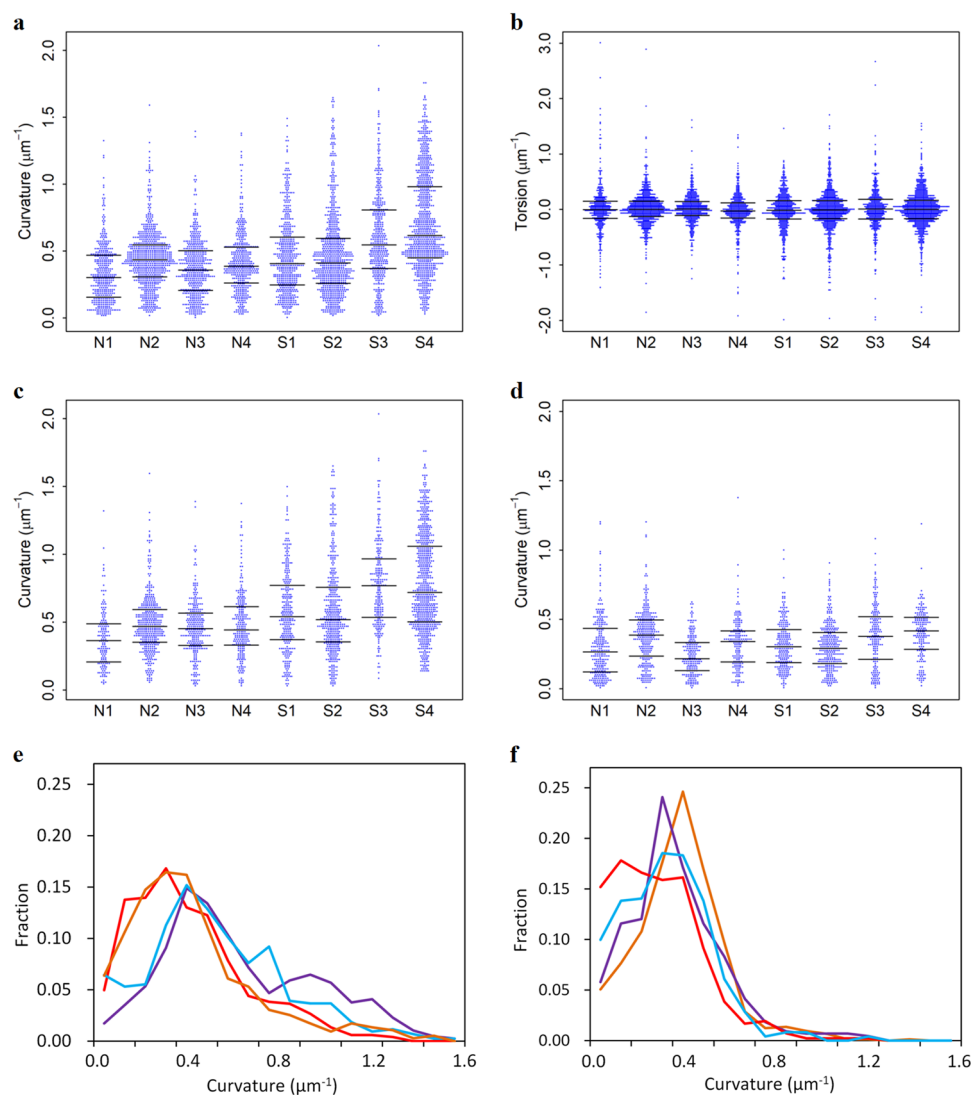 a
b
2.0
1.5
1.0
0.5
0.0
Curvature (μm⁻¹)
N1 N2 N3 N4 S1 S2 S3 S4
3.0
2.0
1.0
0.0
-1.0
-2.0
Torsion (μm⁻¹)
N1 N2 N3 N4 S1 S2 S3 S4
c
d
2.0
1.5
1.0
0.5
0.0
Curvature (μm⁻¹)
N1 N2 N3 N4 S1 S2 S3 S4
2.0
1.5
1.0
0.5
0.0
Curvature (μm⁻¹)
N1 N2 N3 N4 S1 S2 S3 S4
e
f
0.25
0.20
0.15
0.10
0.05
0.00
Fraction
0.0 0.4 0.8 1.2 1.6
Curvature (μm⁻¹)
0.25
0.20
0.15
0.10
0.05
0.00
Fraction
0.0 0.4 0.8 1.2 1.6
Curvature (μm⁻¹)